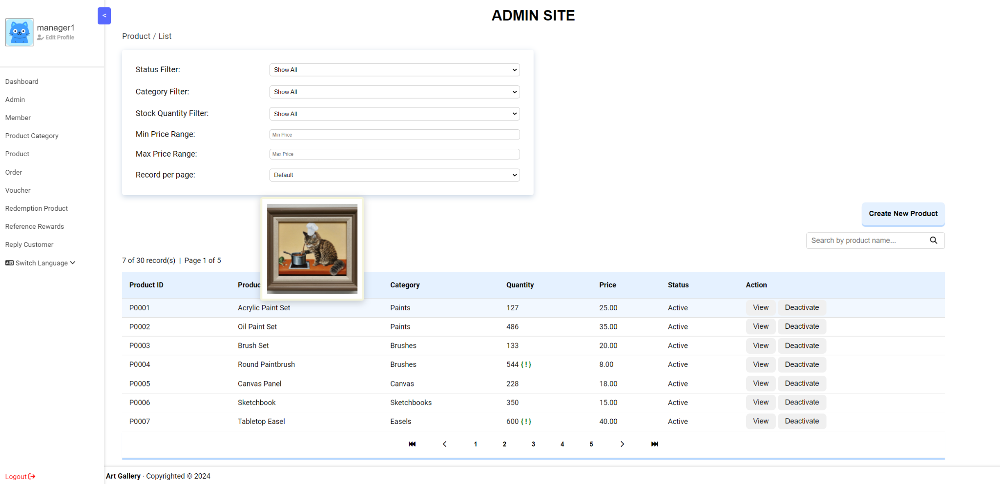 <
ADMIN SITE
manager1
Edit Profile
Dashboard
Admin
Member
Product Category
Product
Order
Voucher
Redemption Product
Reference Rewards
Reply Customer
Switch Language
Logout
Product / List
Status Filter: Show All
Category Filter: Show All
Stock Quantity Filter: Show All
Min Price Range: Min Price
Max Price Range: Max Price
Record per page: Default
Create New Product
Search by product name...
7 of 30 record(s) | Page 1 of 5
Product ID Produc Category Quantity Price Status Action
P0001 Acrylic Paint Set Paints 127 25.00 Active View Deactivate
P0002 Oil Paint Set Paints 486 35.00 Active View Deactivate
P0003 Brush Set Brushes 133 20.00 Active View Deactivate
P0004 Round Paintbrush Brushes 544 {!} 8.00 Active View Deactivate
P0005 Canvas Panel Canvas 228 18.00 Active View Deactivate
P0006 Sketchbook Sketchbooks 350 15.00 Active View Deactivate
P0007 Tabletop Easel Easels 600 {!} 40.00 Active View Deactivate
1 2 3 4 5
Art Gallery · Copyrighted © 2024